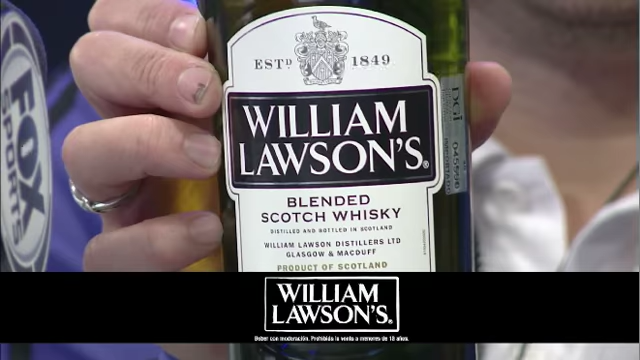 FOX
SPORTS
ESTD 1849
WILLIAM
LAWSON'S®
BLENDED
SCOTCH WHISKY
DISTILLED AND BOTTLED IN SCOTLAND
WILLIAM LAWSON DISTILLERS LTD
GLASGOW & MACDUFF
PRODUCT OF SCOTLAND
DGI
WILLIAM
LAWSON'S®
Beber con moderación. Prohibida la venta a menores de 18 años.